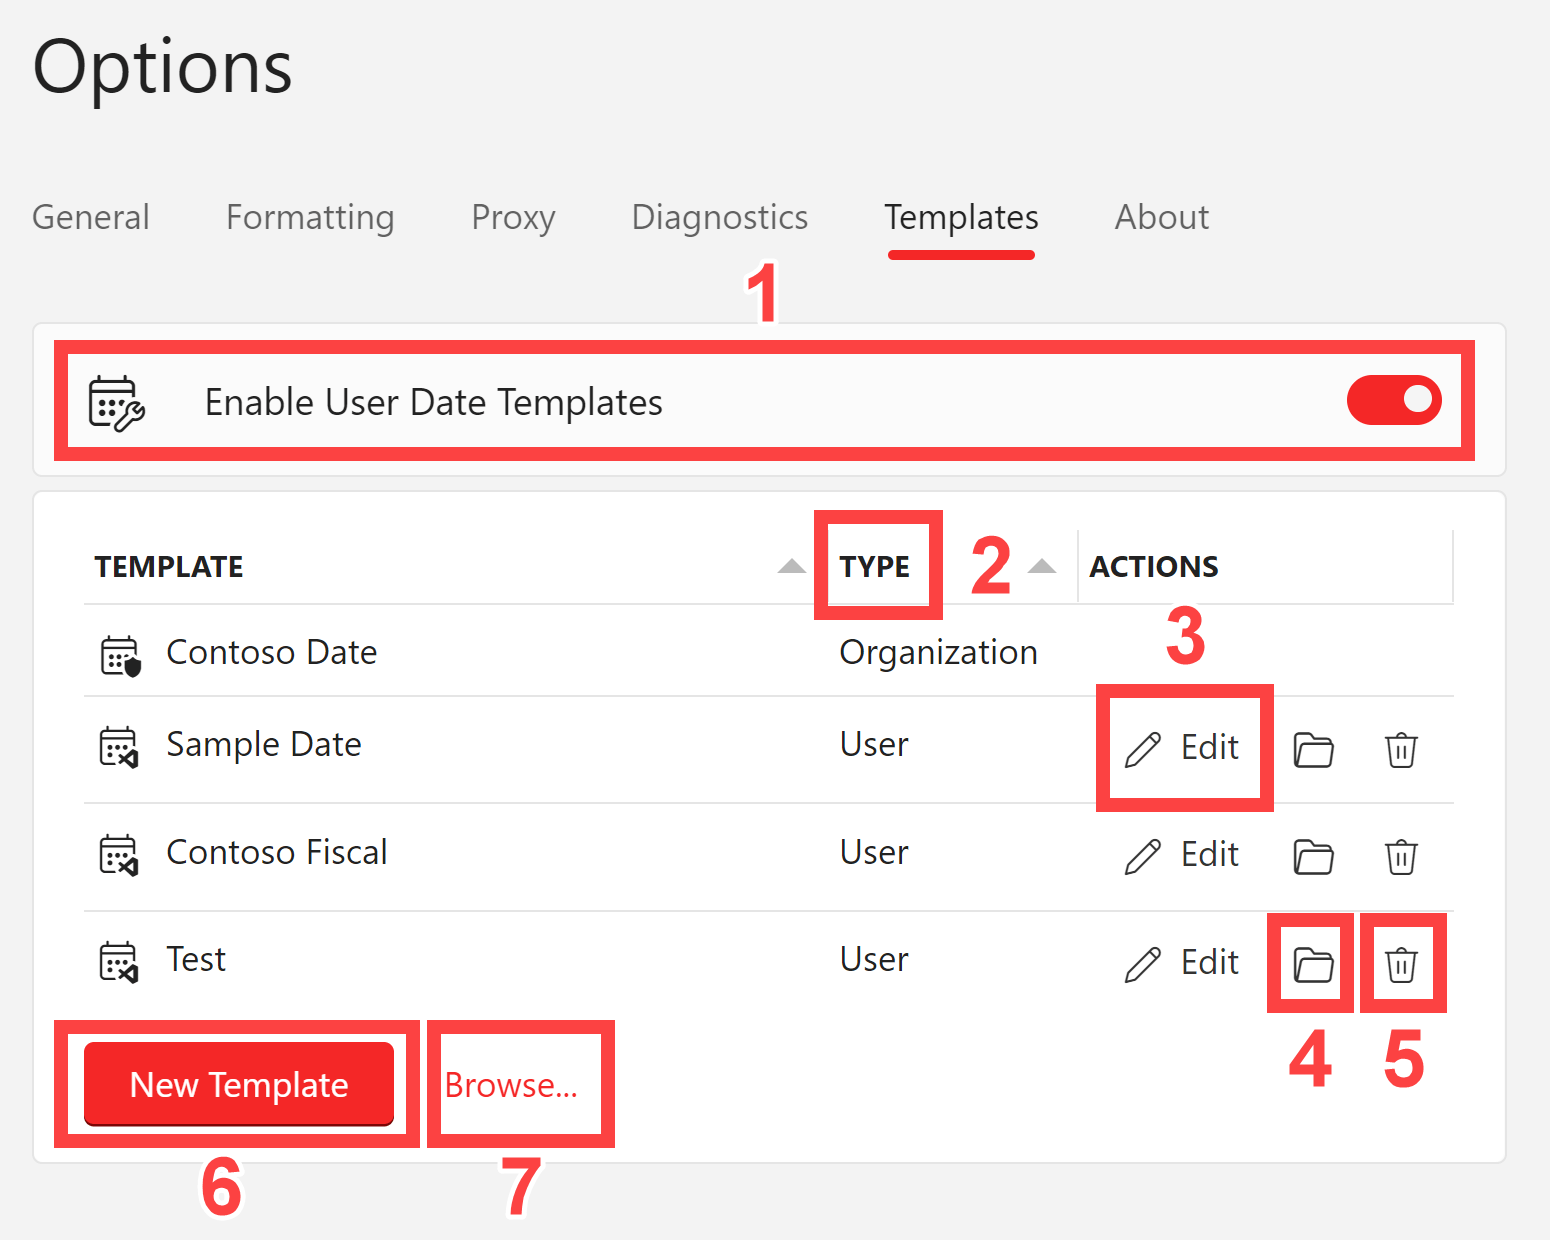 Options
General Formatting Proxy Diagnostics Templates About
1
Enable User Date Templates
TEMPLATE TYPE 2 ACTIONS
3
Contoso Date Organization
Sample Date User Edit
Contoso Fiscal User Edit
Test User Edit
4 5
New Template Browse...
6 7